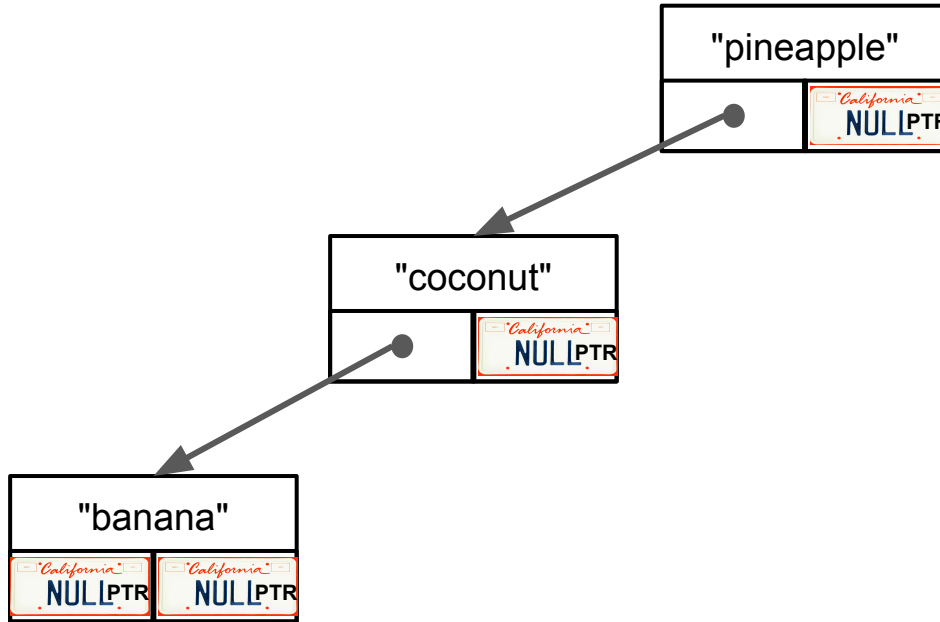 "pineapple"
California
NULLPTR
"coconut"
California
NULLPTR
"banana"
California California
NULLPTR NULLPTR